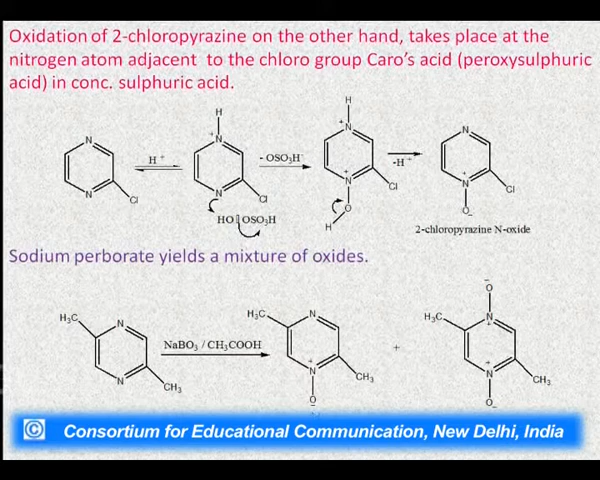 Oxidation of 2-chloropyrazine on the other hand, takes place at the
nitrogen atom adjacent to the chloro group Caro's acid (peroxysulphuric
acid) in conc. sulphuric acid.
H H
N +N +N N
H + - OSO₃H⁻ -H⁺
N Cl N Cl N+ Cl N+ Cl
HO OSO₃H H O O-
2-chloropyrazine N-oxide
Sodium perborate yields a mixture of oxides.
O-
H₃C N H₃C N H₃C N+
NaBO₃ / CH₃COOH +
N CH₃ N+ CH₃ N+ CH₃
O- O-
© Consortium for Educational Communication, New Delhi, India